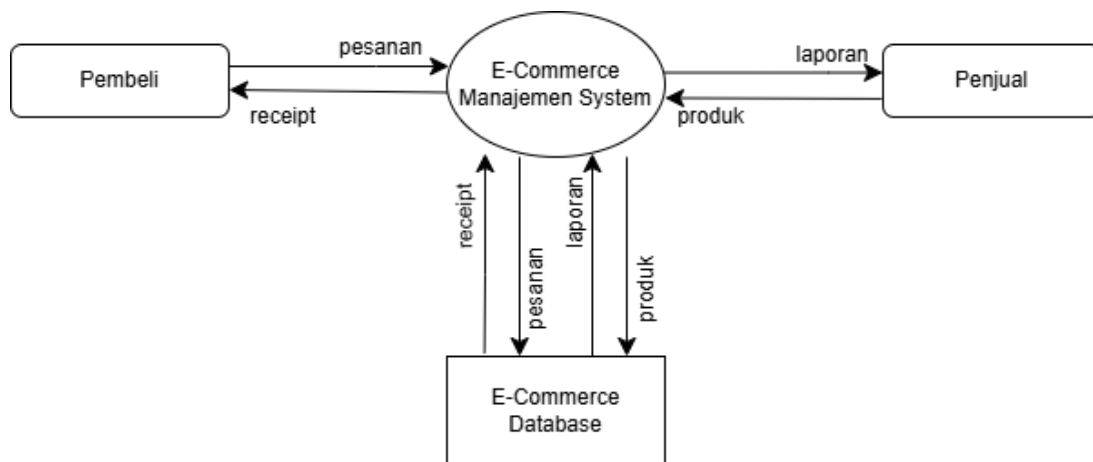 pesanan
laporan
Pembeli
E-Commerce
Manajemen System
Penjual
receipt
produk
receipt
pesanan
laporan
produk
E-Commerce
Database